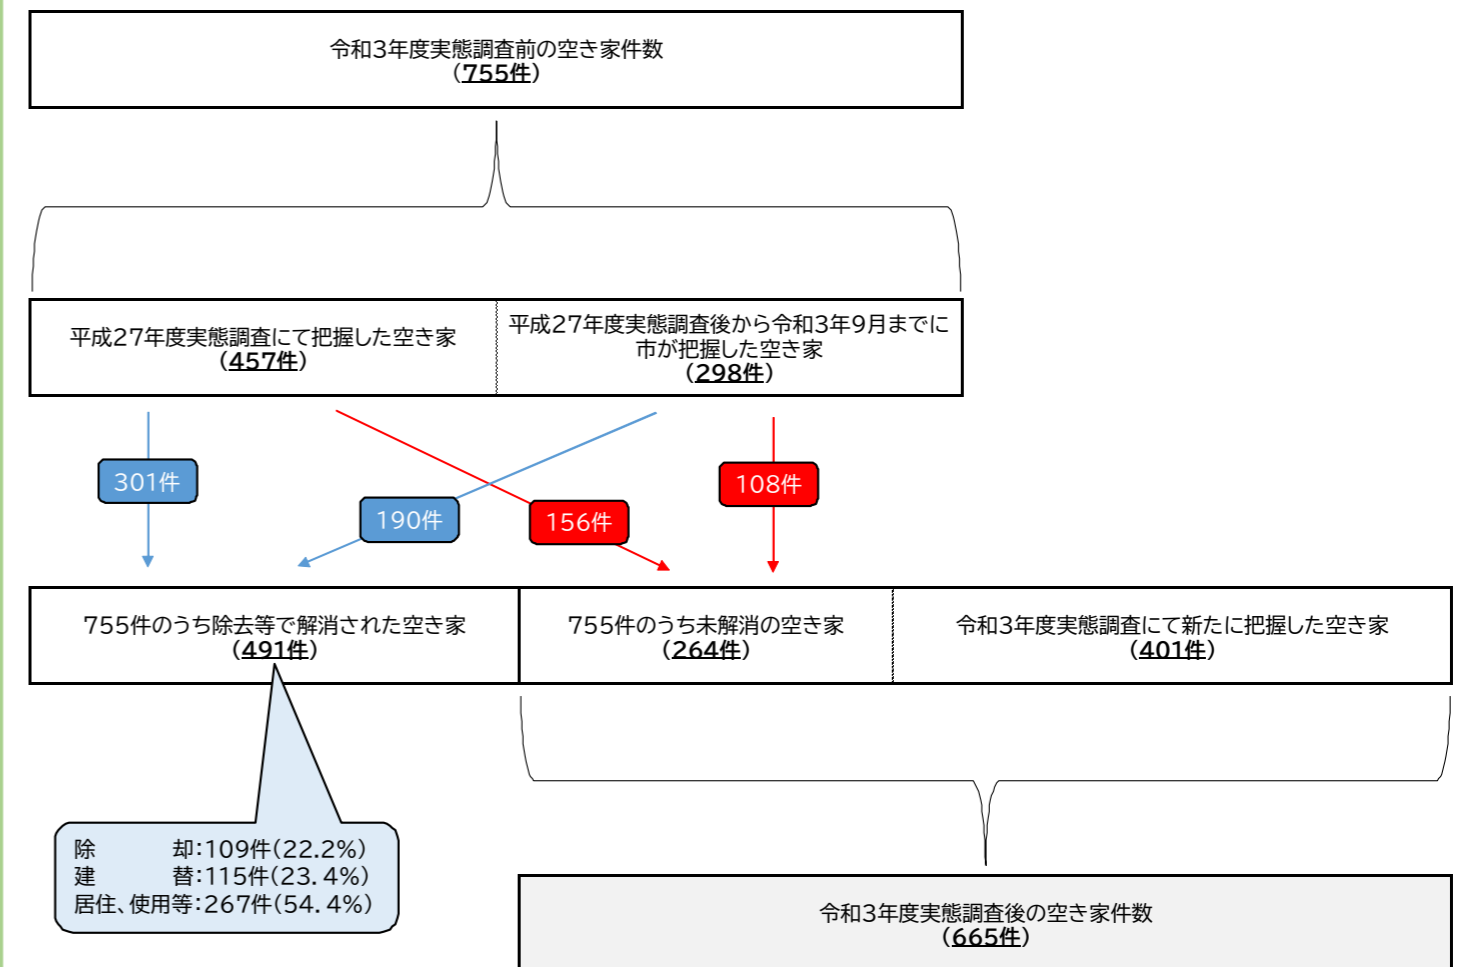 令和3年度実態調査前の空き家件数
(755件)
平成27年度実態調査にて把握した空き家
(457件)
平成27年度実態調査後から令和3年9月までに
市が把握した空き家
(298件)
301件
190件
156件
108件
755件のうち除去等で解消された空き家
(491件)
755件のうち未解消の空き家
(264件)
令和3年度実態調査にて新たに把握した空き家
(401件)
除　　　却：109件(22.2%)
建　　　替：115件(23.4%)
居住、使用等：267件(54.4%)
令和3年度実態調査後の空き家件数
(665件)